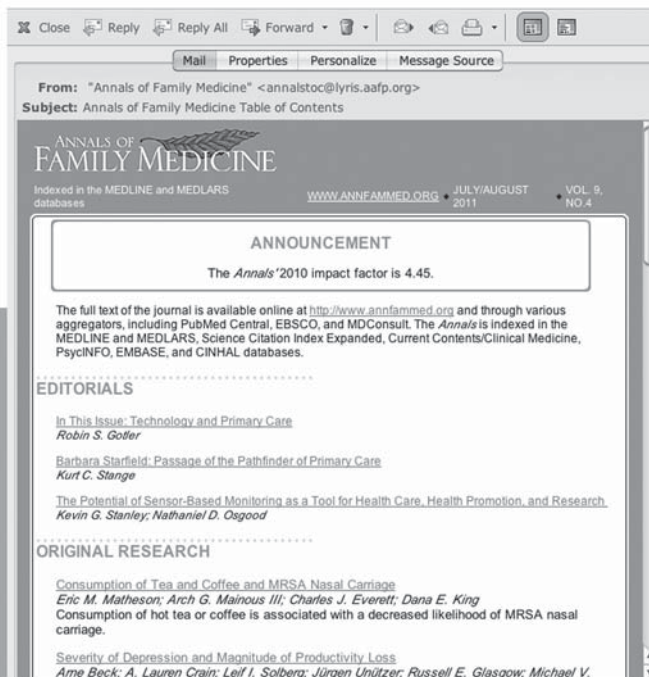 Close Reply Reply All Forward
Mail Properties Personalize Message Source
From: "Annals of Family Medicine" <annalstoc@lyris.aafp.org>
Subject: Annals of Family Medicine Table of Contents
ANNALS OF
FAMILY MEDICINE
Indexed in the MEDLINE and MEDLARS
databases
WWW.ANNFAMMED.ORG ♦ JULY/AUGUST
2011
♦ VOL. 9,
NO.4
ANNOUNCEMENT
The Annals' 2010 impact factor is 4.45.
The full text of the journal is available online at http://www.annfammed.org and through various
aggregators, including PubMed Central, EBSCO, and MDConsult. The Annals is indexed in the
MEDLINE and MEDLARS, Science Citation Index Expanded, Current Contents/Clinical Medicine,
PsycINFO, EMBASE, and CINHAL databases.
EDITORIALS
In This Issue: Technology and Primary Care
Robin S. Gotler
Barbara Starfield: Passage of the Pathfinder of Primary Care
Kurt C. Stange
The Potential of Sensor-Based Monitoring as a Tool for Health Care, Health Promotion, and Research
Kevin G. Stanley; Nathaniel D. Osgood
ORIGINAL RESEARCH
Consumption of Tea and Coffee and MRSA Nasal Carriage
Eric M. Matheson; Arch G. Mainous III; Charles J. Everett; Dana E. King
Consumption of hot tea or coffee is associated with a decreased likelihood of MRSA nasal
carriage.
Severity of Depression and Magnitude of Productivity Loss
Arne Beck; A. Lauren Crain; Leif I. Solberg; Jürgen Unützer; Russell E. Glasgow; Michael V.